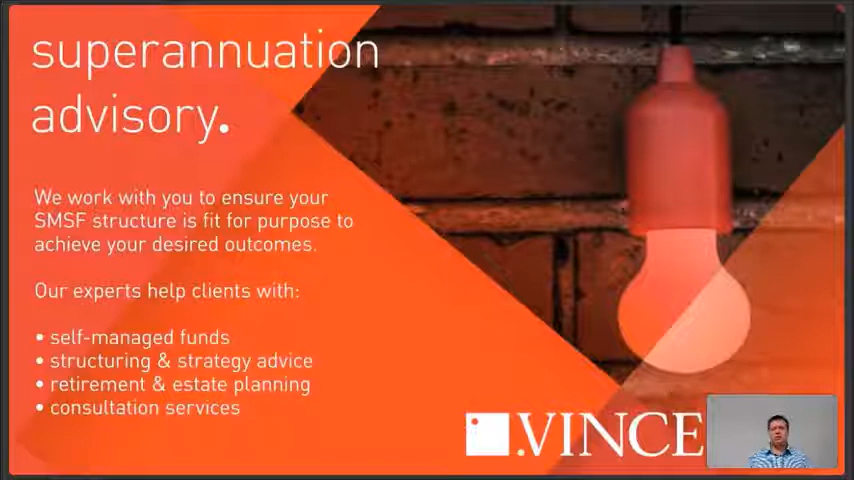 superannuation
advisory.
We work with you to ensure your
SMSF structure is fit for purpose to
achieve your desired outcomes.
Our experts help clients with:
• self-managed funds
• structuring & strategy advice
• retirement & estate planning
• consultation services
.VINCE